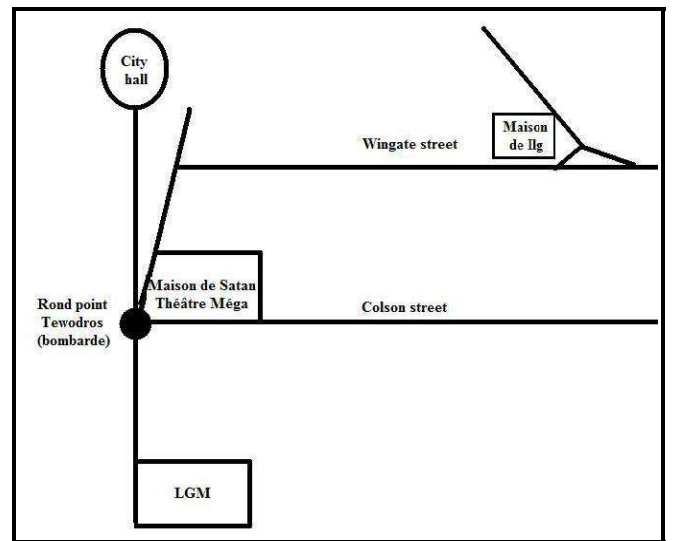 City
hall
Wingate street
Maison
de Ilg
Maison de Satan
Théâtre Méga
Rond point
Tewodros
(bombarde)
Colson street
LGM